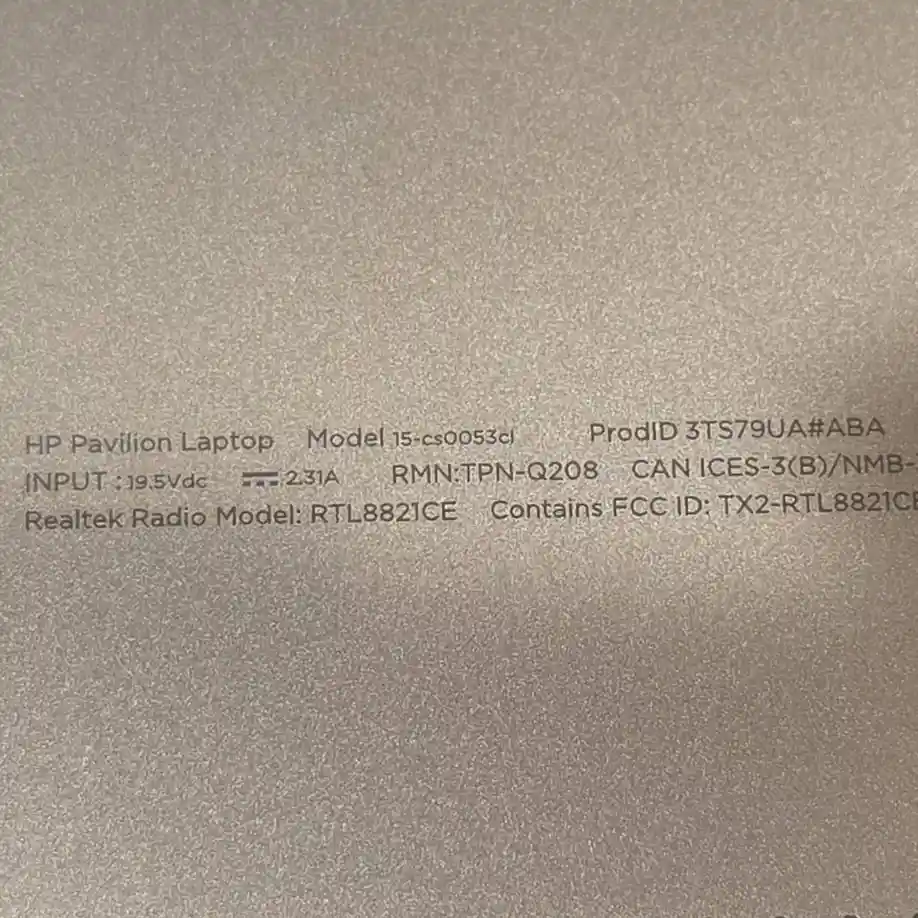 HP Pavilion Laptop Model 15-cs0053cl ProdID 3TS79UA#ABA
INPUT : 19.5Vdc ⎓ 2.31A RMN:TPN-Q208 CAN ICES-3(B)/NMB-
Realtek Radio Model: RTL8821CE Contains FCC ID: TX2-RTL8821CE